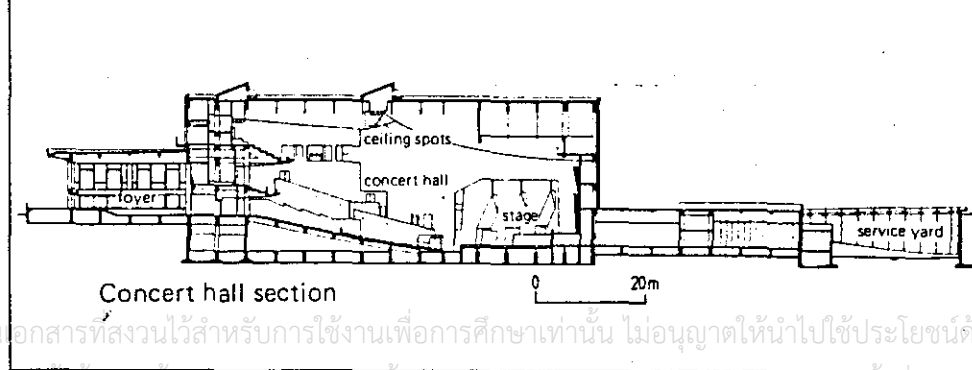 ceiling spots
concert hall
foyer
stage
service yard
Concert hall section
0 20m
เอกสารที่สงวนไว้สำหรับการใช้งานเพื่อการศึกษาเท่านั้น ไม่อนุญาตให้นำไปใช้ประโยชน์